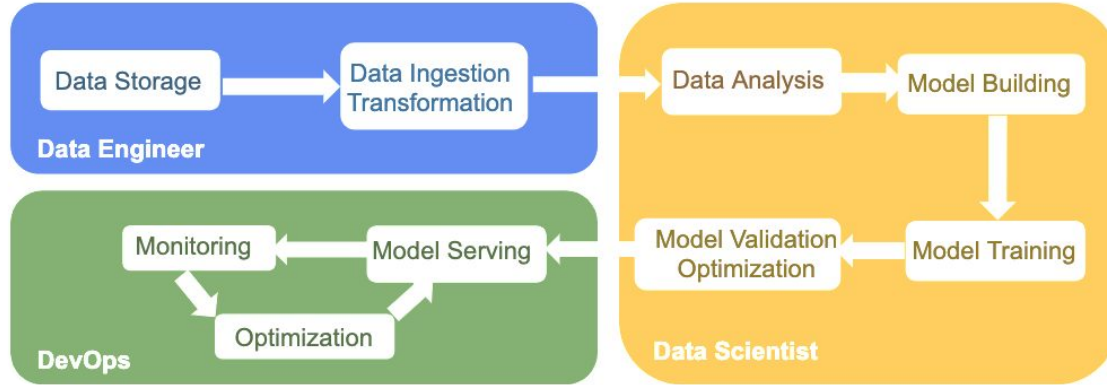 Data Storage
Data Ingestion
Transformation
Data Engineer
Data Analysis
Model Building
Model Training
Model Validation
Optimization
Data Scientist
Model Serving
Monitoring
Optimization
DevOps